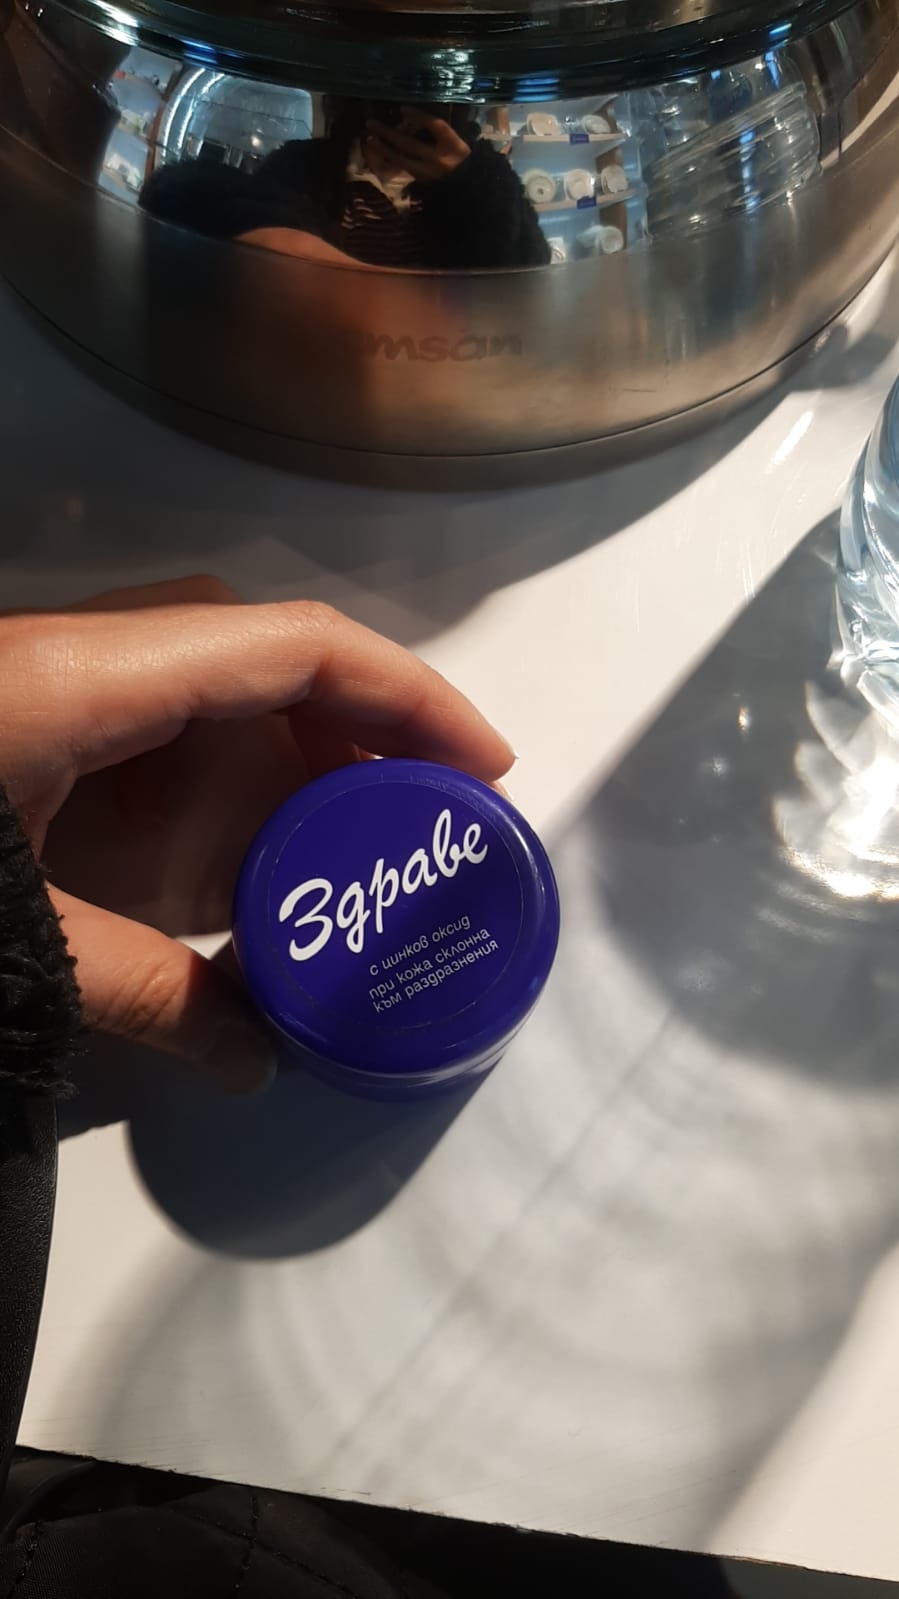 Здраве
с цинков оксид
при кожа склонна
към раздразнения